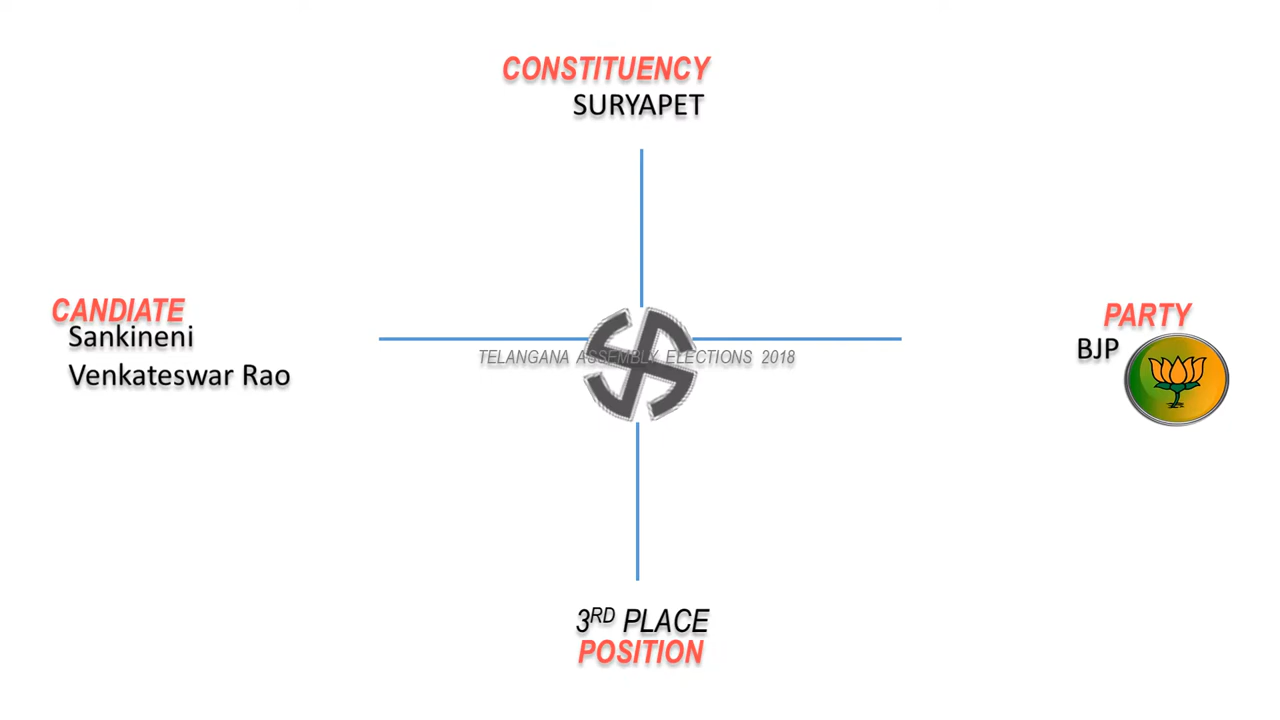 CONSTITUENCY
SURYAPET
CANDIATE
Sankineni
Venkateswar Rao
PARTY
BJP
TELANGANA ASSEMBLY ELECTIONS 2018
3RD PLACE
POSITION